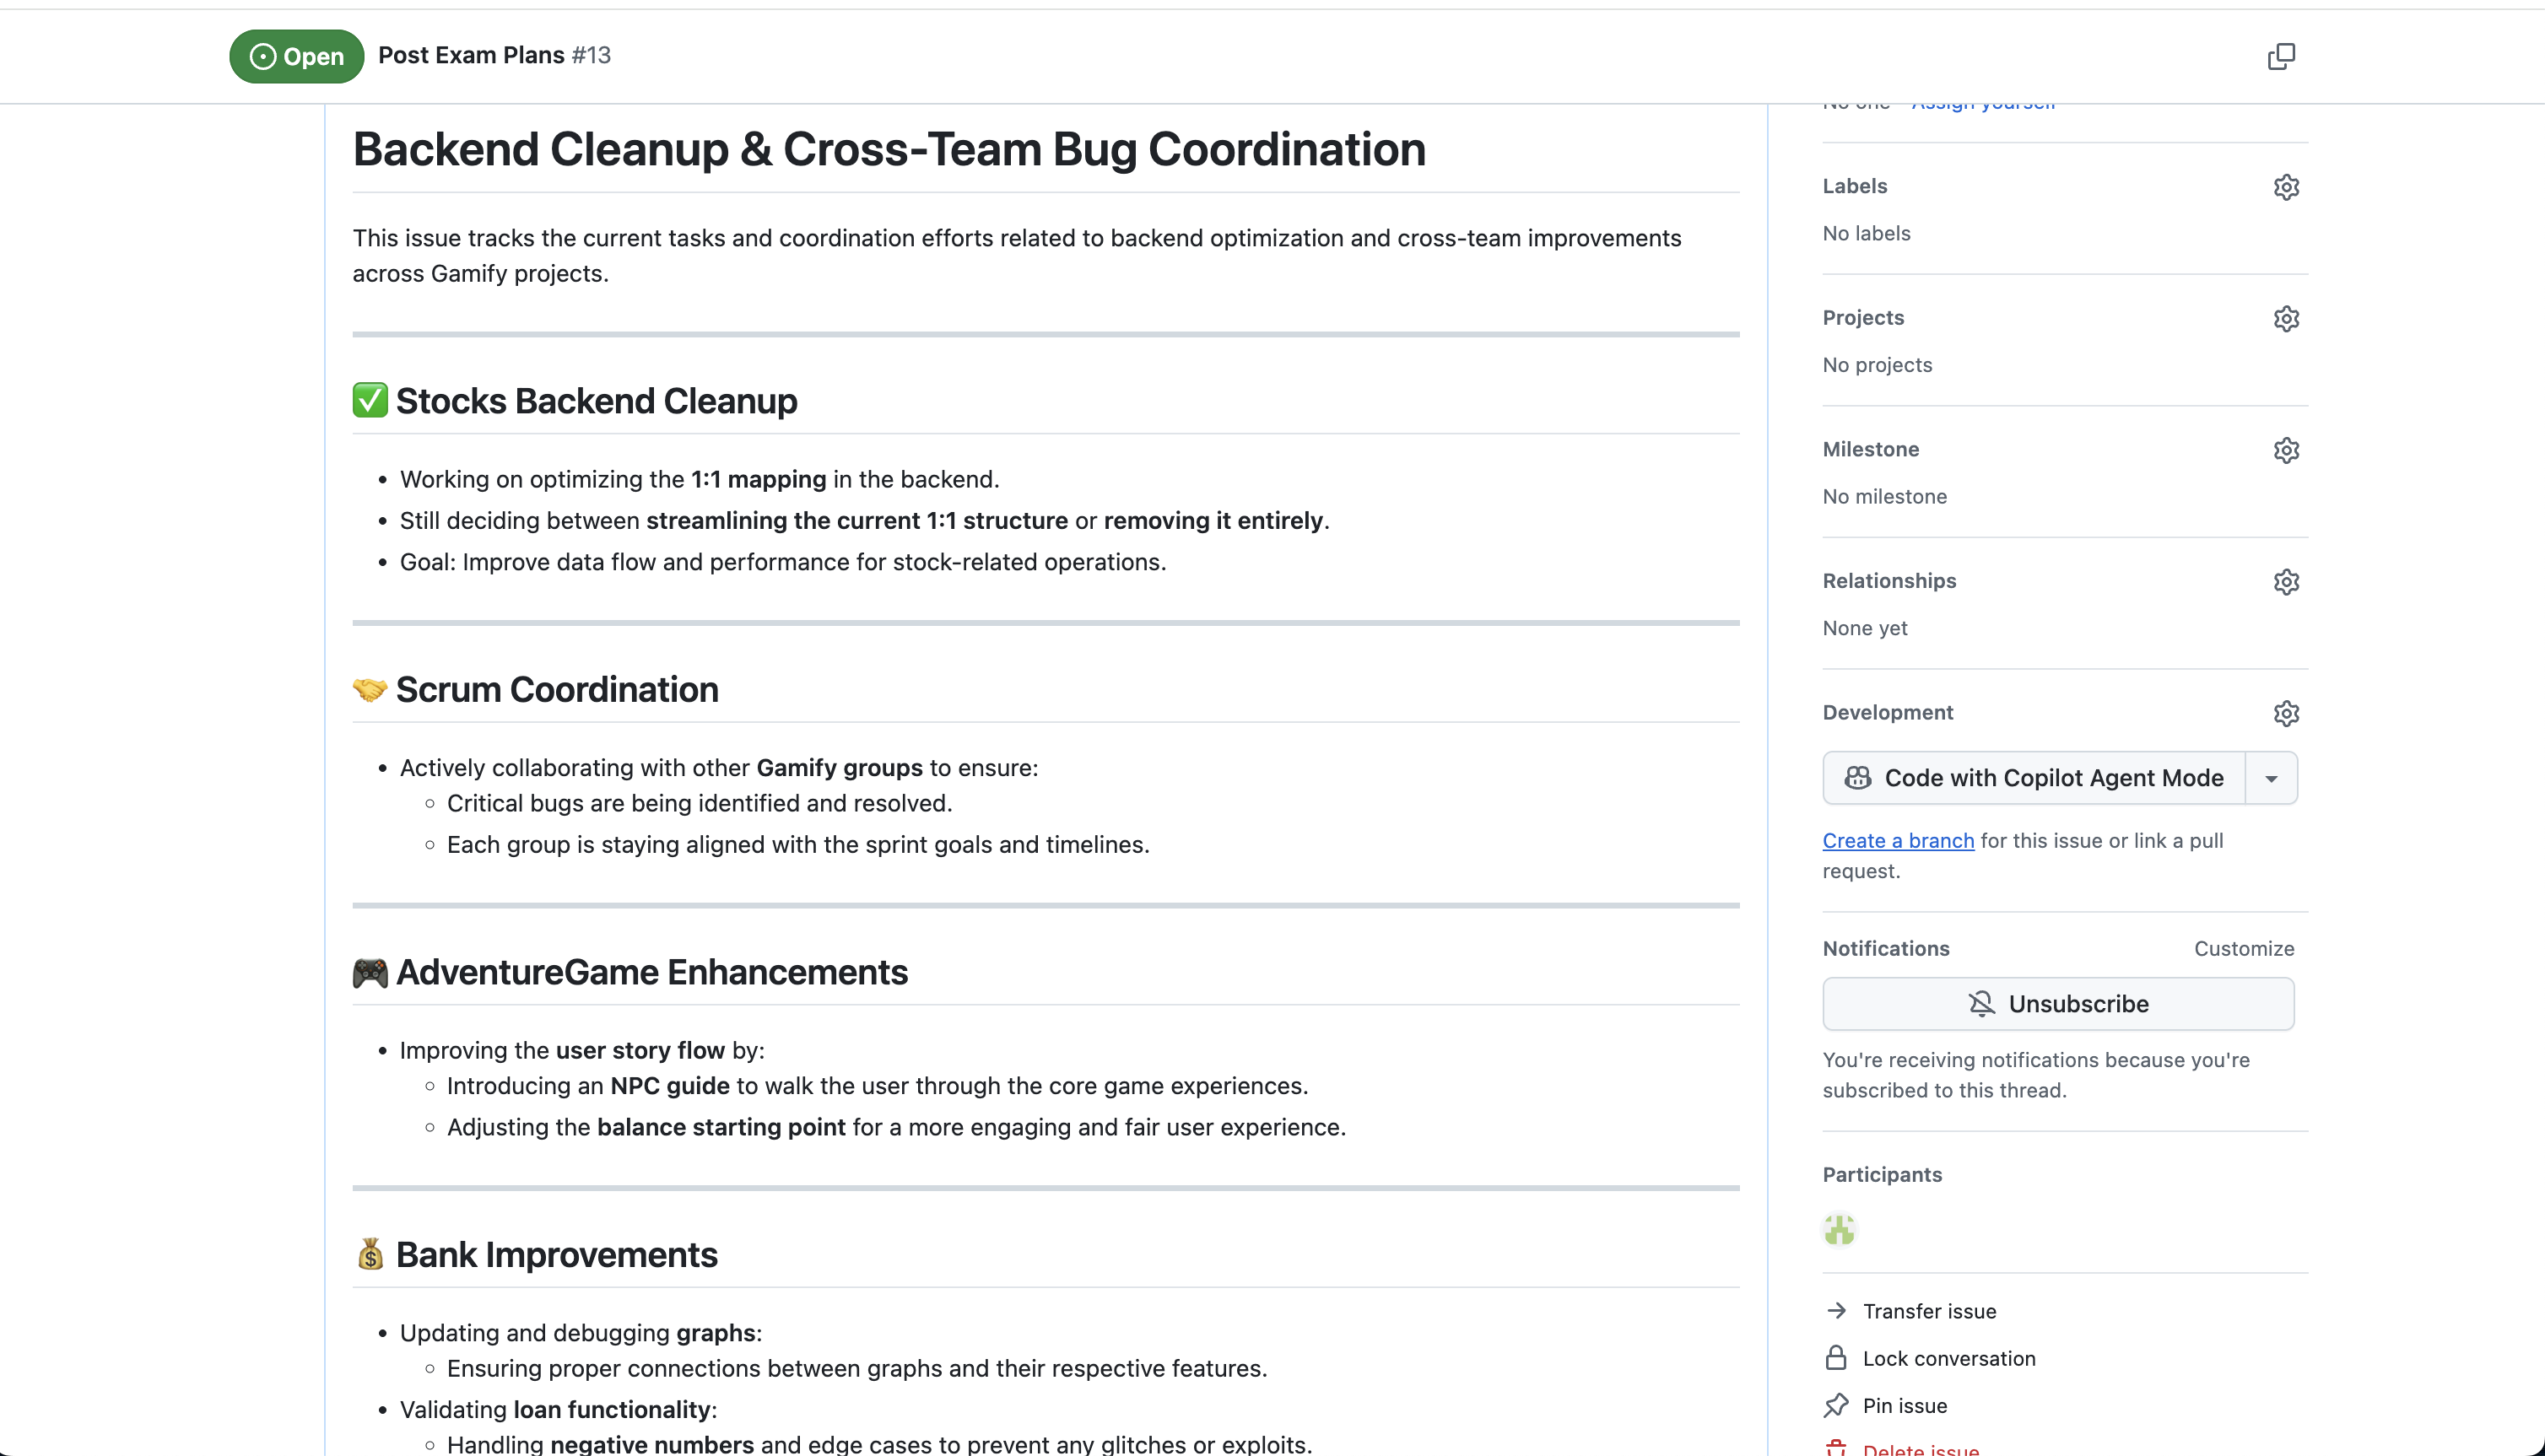 Open Post Exam Plans #13
Backend Cleanup & Cross-Team Bug Coordination
This issue tracks the current tasks and coordination efforts related to backend optimization and cross-team improvements
across Gamify projects.
✅ Stocks Backend Cleanup
• Working on optimizing the 1:1 mapping in the backend.
• Still deciding between streamlining the current 1:1 structure or removing it entirely.
• Goal: Improve data flow and performance for stock-related operations.
🤝 Scrum Coordination
• Actively collaborating with other Gamify groups to ensure:
◦ Critical bugs are being identified and resolved.
◦ Each group is staying aligned with the sprint goals and timelines.
🎮 AdventureGame Enhancements
• Improving the user story flow by:
◦ Introducing an NPC guide to walk the user through the core game experiences.
◦ Adjusting the balance starting point for a more engaging and fair user experience.
💰 Bank Improvements
• Updating and debugging graphs:
◦ Ensuring proper connections between graphs and their respective features.
• Validating loan functionality:
◦ Handling negative numbers and edge cases to prevent any glitches or exploits.
No one - Assign yourself
Labels
No labels
Projects
No projects
Milestone
No milestone
Relationships
None yet
Development
Code with Copilot Agent Mode
Create a branch for this issue or link a pull
request.
Notifications Customize
Unsubscribe
You're receiving notifications because you're
subscribed to this thread.
Participants
Transfer issue
Lock conversation
Pin issue
Delete issue